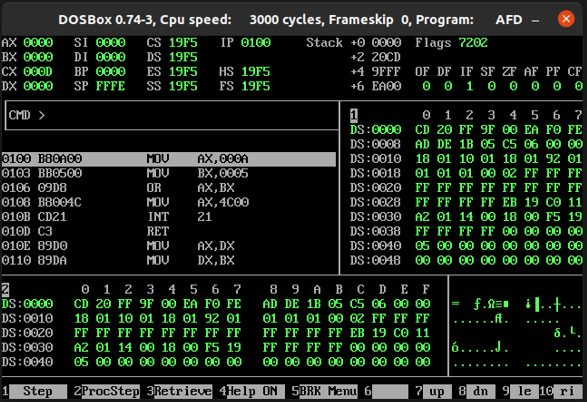 DOSBox 0.74-3, Cpu speed: 3000 cycles, Frameskip 0, Program: AFD
AX 0000 SI 0000 CS 19F5 IP 0100 Stack +0 0000 Flags 7202
BX 0000 DI 0000 DS 19F5 +2 20CD
CX 000D BP 0000 ES 19F5 HS 19F5 +4 9FFF OF DF IF SF ZF AF PF CF
DX 0000 SP FFFE SS 19F5 FS 19F5 +6 EA00 0 0 1 0 0 0 0 0
CMD >
0100 B80A00 MOV AX,000A
0103 BB0500 MOV BX,0005
0106 09D8 OR AX,BX
0108 B8004C MOV AX,4C00
010B CD21 INT 21
010D C3 RET
010E 89D0 MOV AX,DX
0110 89DA MOV DX,BX
1 0 1 2 3 4 5 6 7
DS:0000 CD 20 FF 9F 00 EA F0 FE
DS:0008 AD DE 1B 05 C5 06 00 00
DS:0010 18 01 10 01 18 01 92 01
DS:0018 01 01 01 00 02 FF FF FF
DS:0020 FF FF FF FF FF FF FF FF
DS:0028 FF FF FF FF EB 19 C0 11
DS:0030 A2 01 14 00 18 00 F5 19
DS:0038 FF FF FF FF 00 00 00 00
DS:0040 05 00 00 00 00 00 00 00
DS:0048 00 00 00 00 00 00 00 00
2 0 1 2 3 4 5 6 7 8 9 A B C D E F
DS:0000 CD 20 FF 9F 00 EA F0 FE AD DE 1B 05 C5 06 00 00 = ƒ.Ω≡■ ¡▐..┼...
DS:0010 18 01 10 01 18 01 92 01 01 01 01 00 02 FF FF FF ......Æ.
DS:0020 FF FF FF FF FF FF FF FF FF FF FF FF EB 19 C0 11 δ.└.
DS:0030 A2 01 14 00 18 00 F5 19 FF FF FF FF 00 00 00 00 ó.....⌡. ....
DS:0040 05 00 00 00 00 00 00 00 00 00 00 00 00 00 00 00 ........ ........
1 Step 2 ProcStep 3 Retrieve 4 Help ON 5 BRK Menu 6 7 up 8 dn 9 le 10 ri